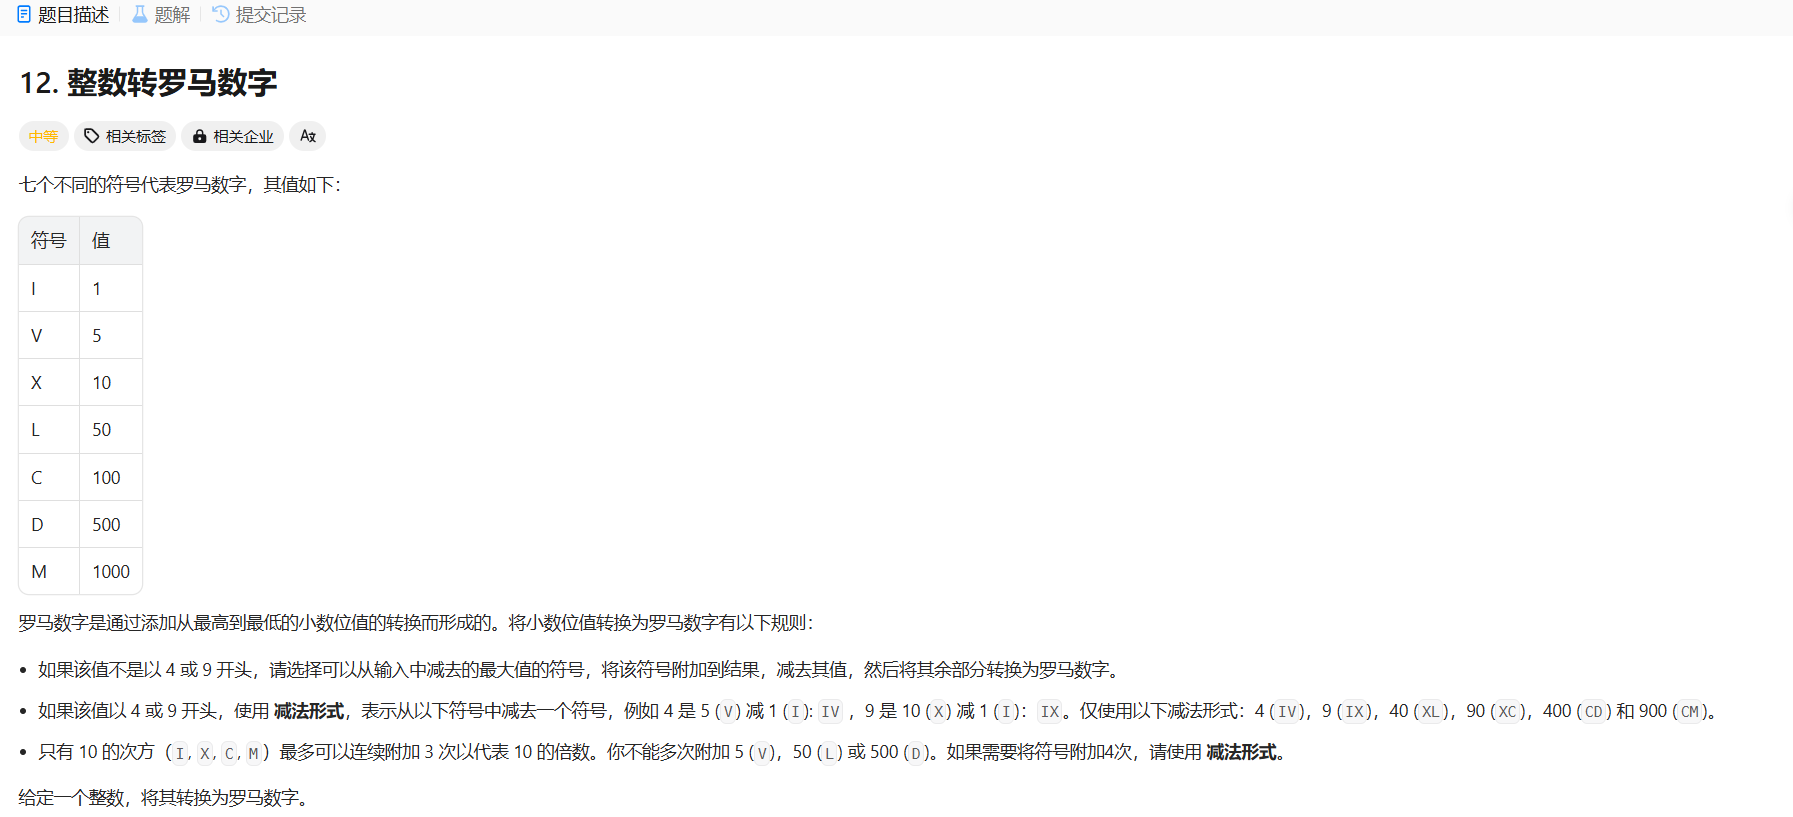 题目描述 题解 提交记录
12. 整数转罗马数字
中等 相关标签 相关企业
七个不同的符号代表罗马数字，其值如下：
符号 值
I 1
V 5
X 10
L 50
C 100
D 500
M 1000
罗马数字是通过添加从最高到最低的小数位值的转换而形成的。将小数位值转换为罗马数字有以下规则：
• 如果该值不是以 4 或 9 开头，请选择可以从输入中减去的最大值的符号，将该符号附加到结果，减去其值，然后将其余部分转换为罗马数字。
• 如果该值以 4 或 9 开头，使用 减法形式，表示从以下符号中减去一个符号，例如 4 是 5 (V) 减 1 (I): IV ，9 是 10 (X) 减 1 (I)：IX。仅使用以下减法形式：4 (IV)，9 (IX)，40 (XL)，90 (XC)，400 (CD) 和 900 (CM)。
• 只有 10 的次方（I, X, C, M）最多可以连续附加 3 次以代表 10 的倍数。你不能多次附加 5 (V)，50 (L) 或 500 (D)。如果需要将符号附加4次，请使用 减法形式。
给定一个整数，将其转换为罗马数字。